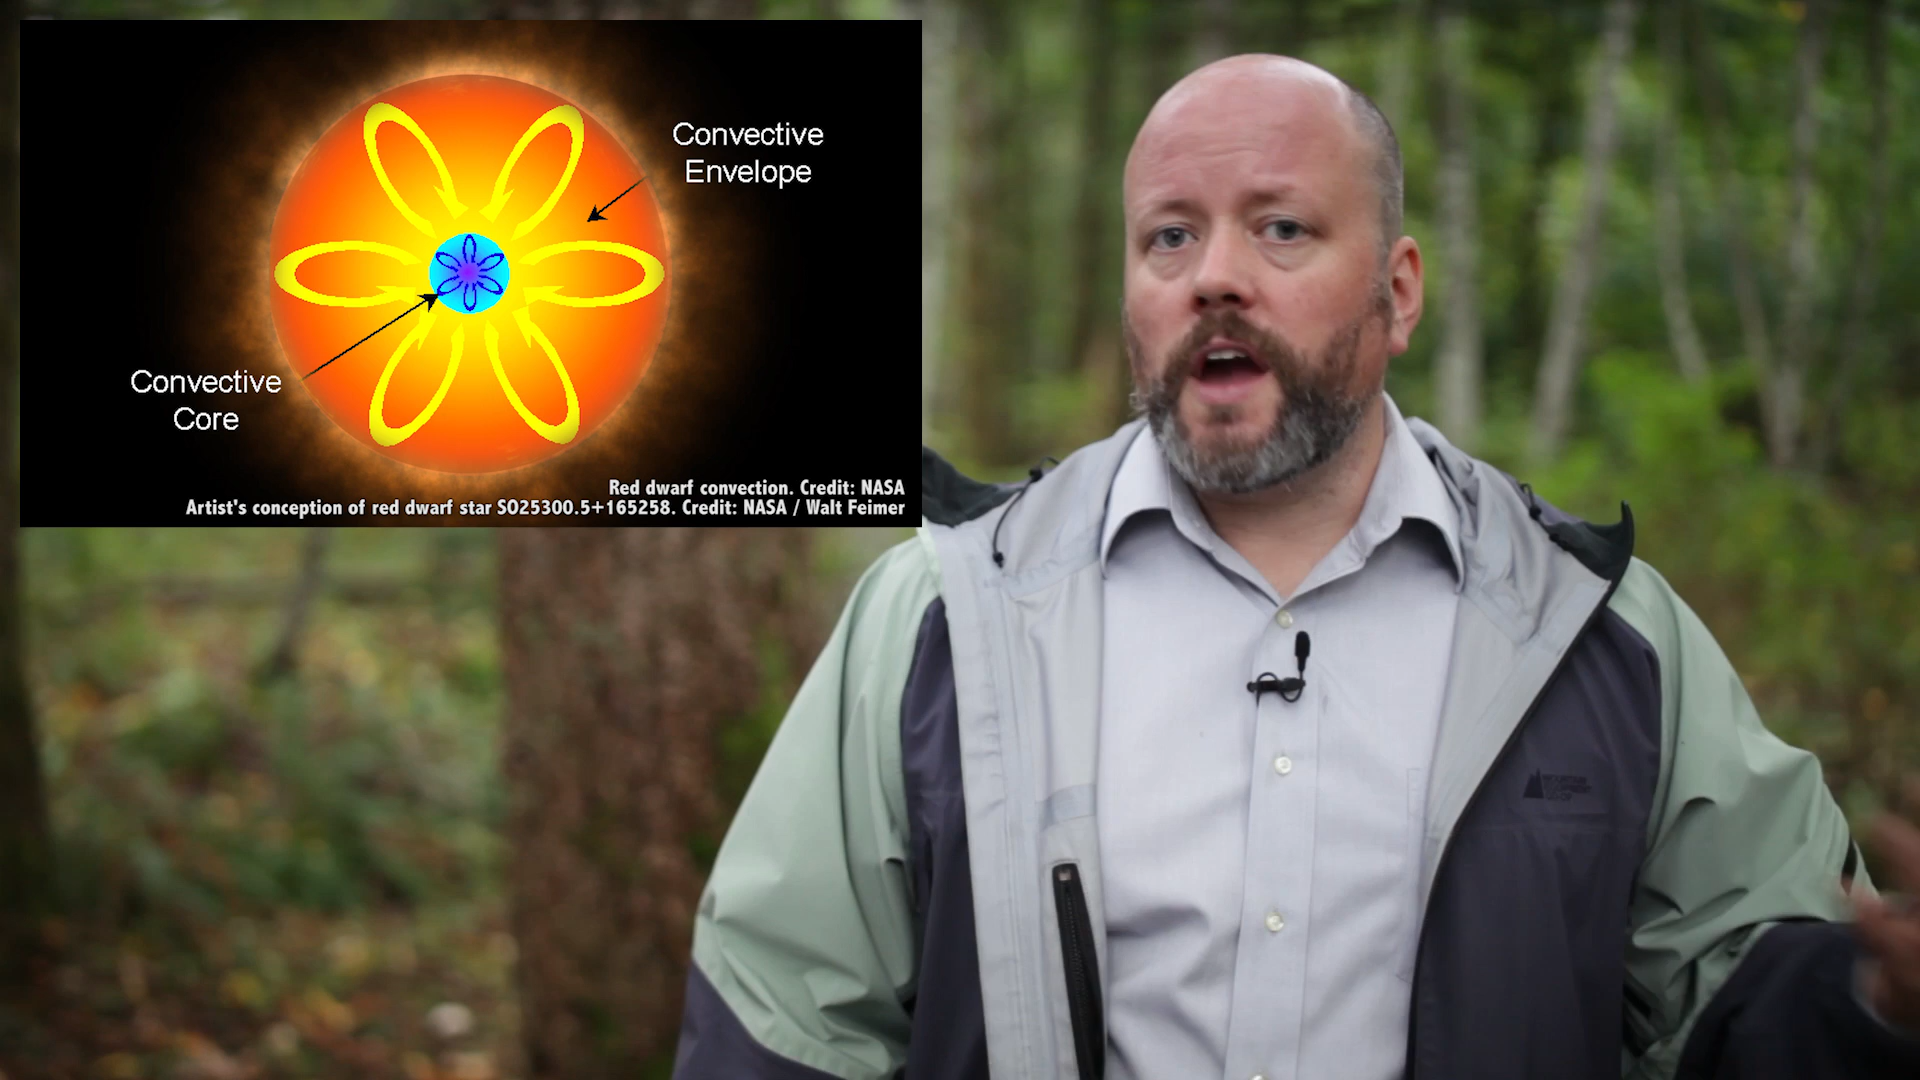 Convective
Envelope
Convective
Core
Red dwarf convection. Credit: NASA
Artist's conception of red dwarf star SO25300.5+165258. Credit: NASA / Walt Feimer
MOUNTAIN